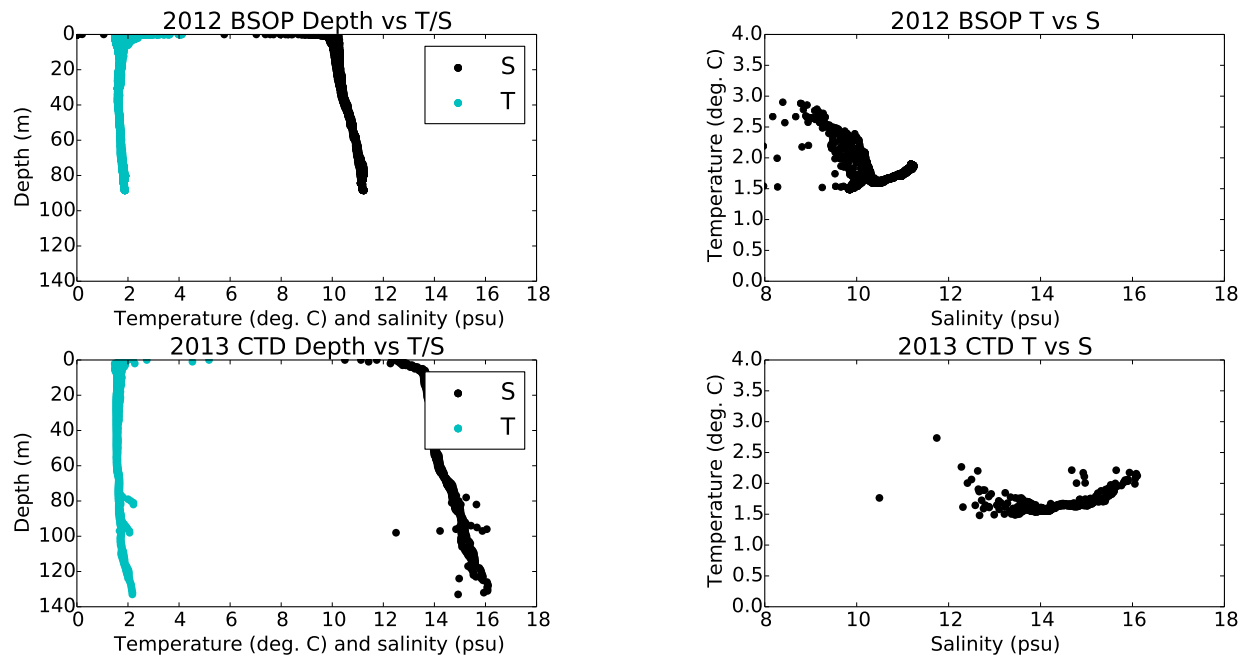 2012 BSOP Depth vs T/S
0
20
40
60
80
100
120
140
Depth (m)
S
T
0 2 4 6 8 10 12 14 16 18
Temperature (deg. C) and salinity (psu)
2012 BSOP T vs S
4.0
3.5
3.0
2.5
2.0
1.5
1.0
0.5
0.0
Temperature (deg. C)
8 10 12 14 16 18
Salinity (psu)
2013 CTD Depth vs T/S
0
20
40
60
80
100
120
140
Depth (m)
S
T
0 2 4 6 8 10 12 14 16 18
Temperature (deg. C) and salinity (psu)
2013 CTD T vs S
4.0
3.5
3.0
2.5
2.0
1.5
1.0
0.5
0.0
Temperature (deg. C)
8 10 12 14 16 18
Salinity (psu)